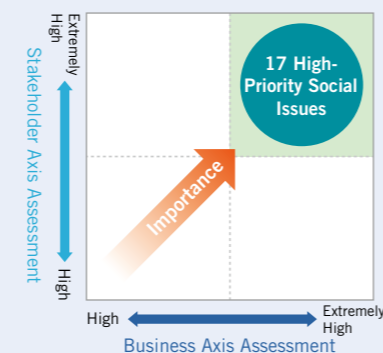 Extremely
High
Stakeholder Axis Assessment
High
17 High-
Priority Social
Issues
Importance
High
Extremely
High
Business Axis Assessment